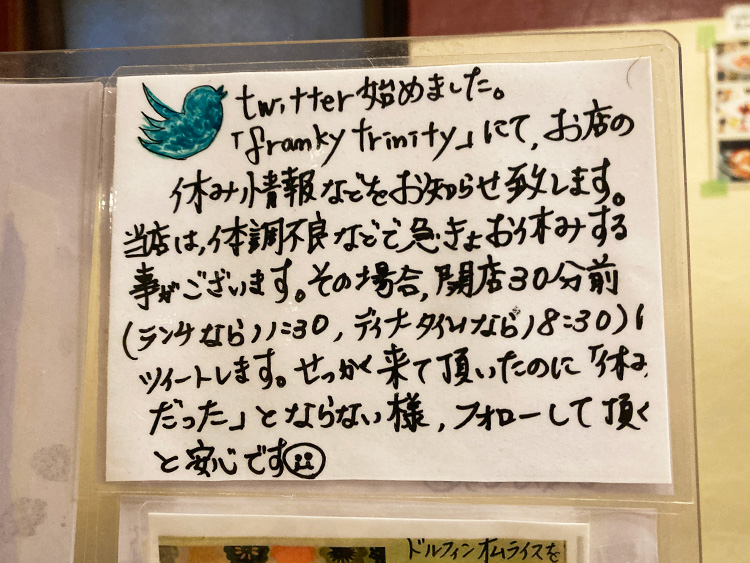 twitter始めました。
「franky trinity」にて、お店の
休み情報などをお知らせ致します。
当店は、体調不良などで急きょお休みする
事がございます。その場合、開店30分前
(ランチなら11:30、ディナータイムなら18:30)に
ツイートします。せっかく来て頂いたのに「休み
だった」とならない様、フォローして頂く
と安心です
ドルフィンオムライスを